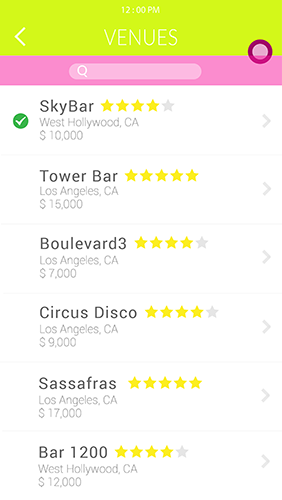 12:00 PM
VENUES
SkyBar
West Hollywood, CA
$ 10,000
Tower Bar
Los Angeles, CA
$ 15,000
Boulevard3
Los Angeles, CA
$ 7,000
Circus Disco
Los Angeles, CA
$ 9,000
Sassafras
Los Angeles, CA
$ 17,000
Bar 1200
West Hollywood, CA
$ 12,000